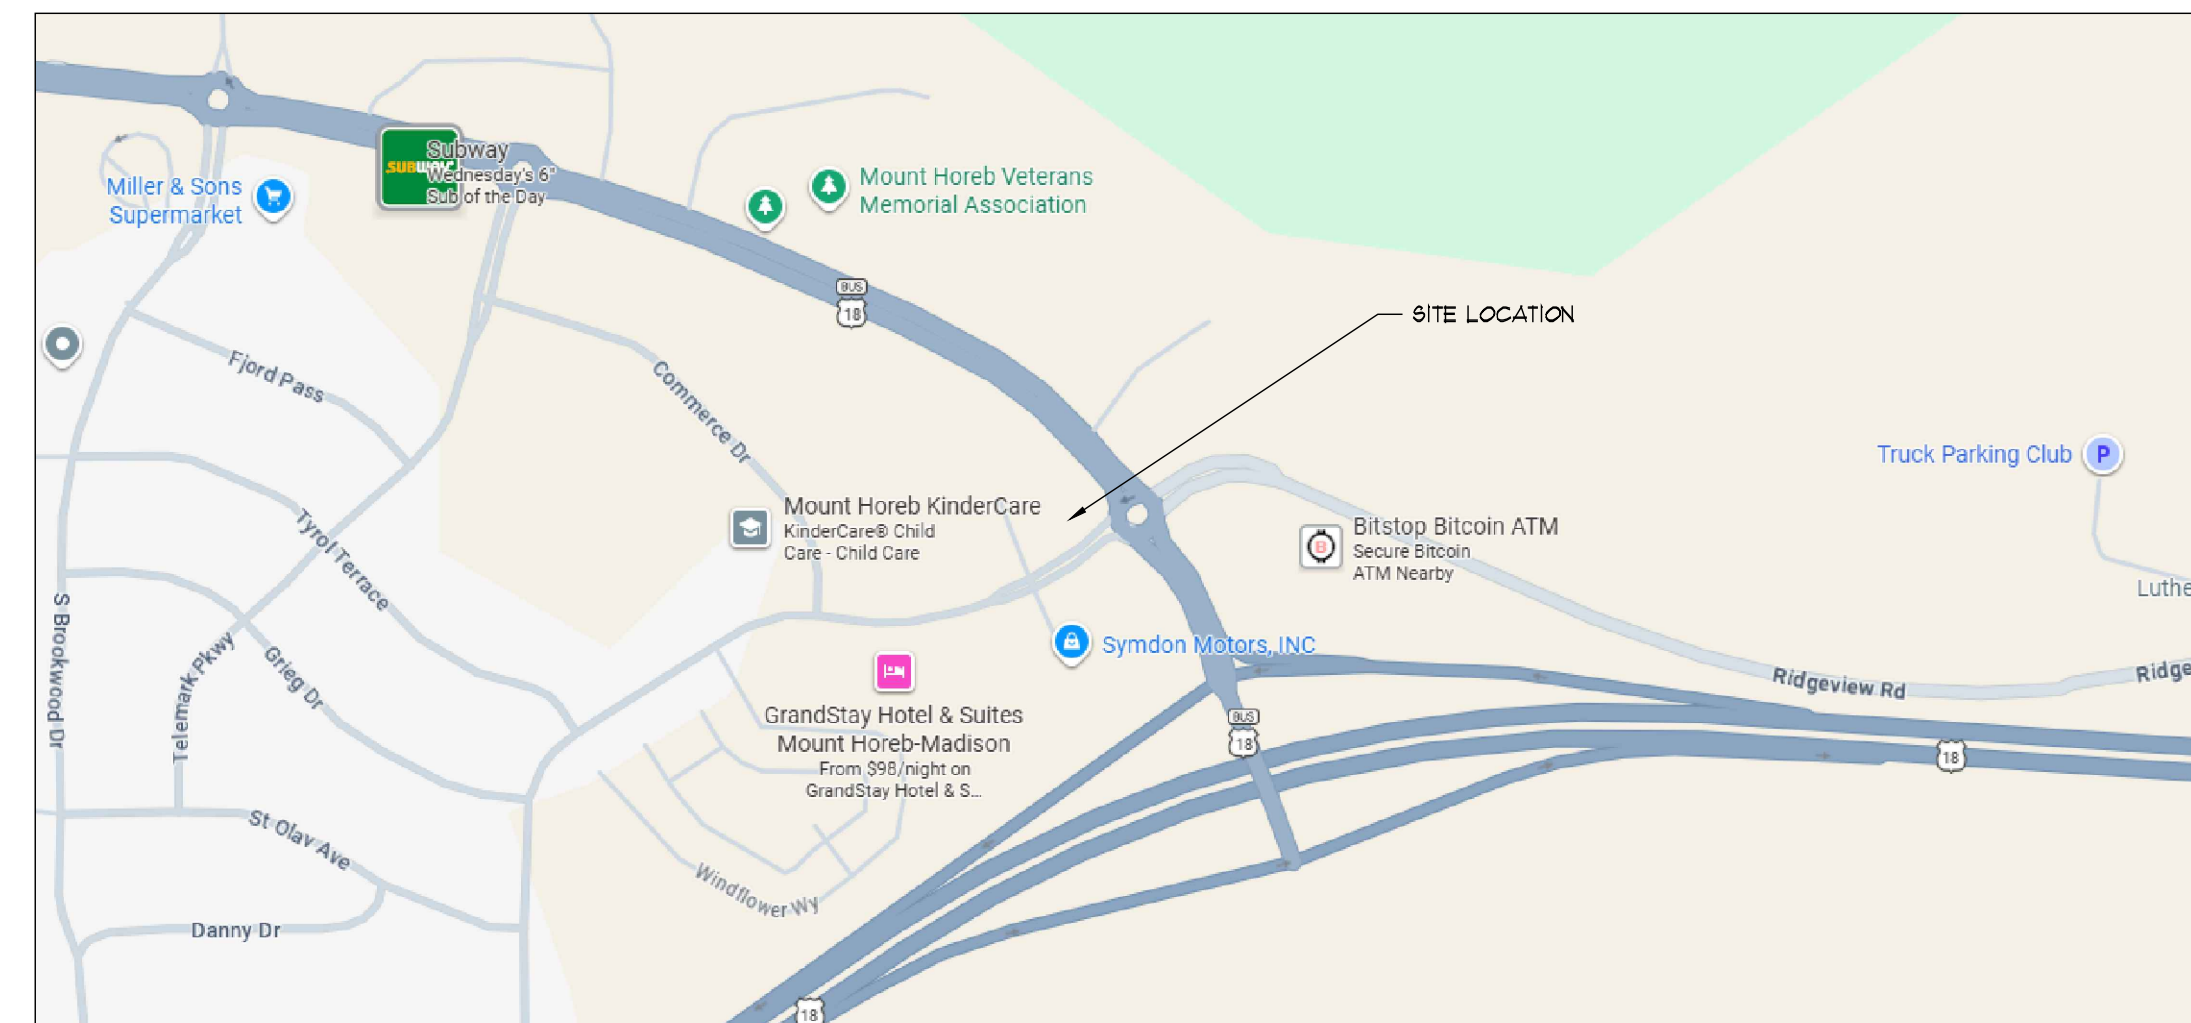 SUBWAY
Subway
Wednesday's 6"
Sub of the Day
Miller & Sons
Supermarket
Mount Horeb Veterans
Memorial Association
BUS
18
SITE LOCATION
Fjord Pass
Commerce Dr
Truck Parking Club
P
Mount Horeb KinderCare
KinderCare® Child
Care - Child Care
Bitstop Bitcoin ATM
Secure Bitcoin
ATM Nearby
B
Tyrol Terrace
Luthe
S Brookwood Dr
Telemark Pkwy
Grieg Dr
Symdon Motors, INC
Ridgeview Rd
Ridge
GrandStay Hotel & Suites
Mount Horeb-Madison
From $98/night on
GrandStay Hotel & S...
BUS
18
18
St Olav Ave
Windflower Wy
Danny Dr
18